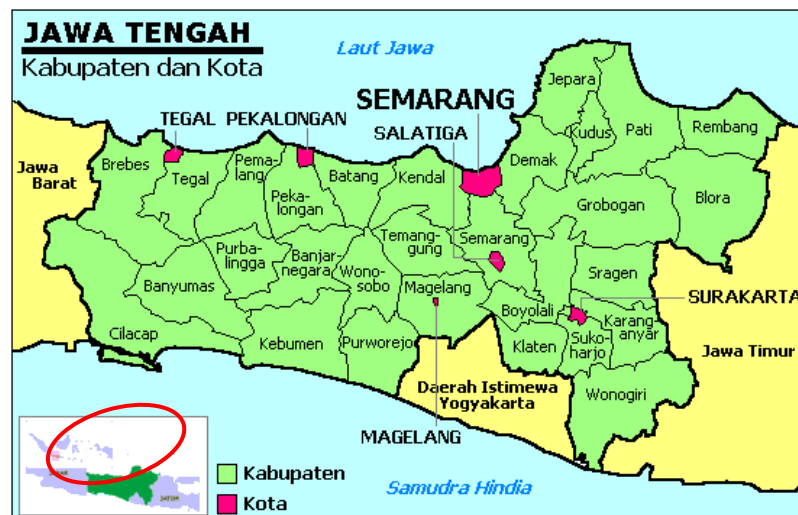 JAWA TENGAH
Kabupaten dan Kota
Laut Jawa
TEGAL
PEKALONGAN
SEMARANG
SALATIGA
Jepara
Kudus
Pati
Rembang
Demak
Jawa
Barat
Brebes
Tegal
Pema-
lang
Peka-
longan
Batang
Kendal
Grobogan
Blora
Temang-
gung
Semarang
Purba-
lingga
Banjar-
negara
Wono-
sobo
Banyumas
Magelang
Sragen
Boyolali
SURAKARTA
Karang-
anyar
Cilacap
Kebumen
Purworejo
Klaten
Suko-
harjo
Jawa Timur
Daerah Istimewa
Yogyakarta
Wonogiri
MAGELANG
Kabupaten
Kota
Samudra Hindia
JATIM